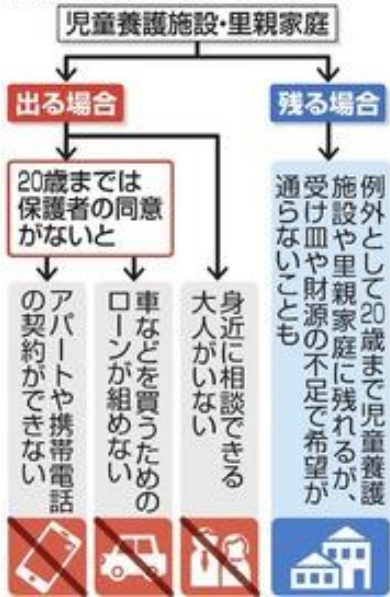 児童養護施設・里親家庭
出る場合
20歳までは
保護者の同意
がないと
アパートや携帯電話
の契約ができない
車などを買うための
ローンが組めない
身近に相談できる
大人がいない
残る場合
例外として20歳まで児童養護
施設や里親家庭に残れるが、
受け皿や財源の不足で希望が
通らないことも